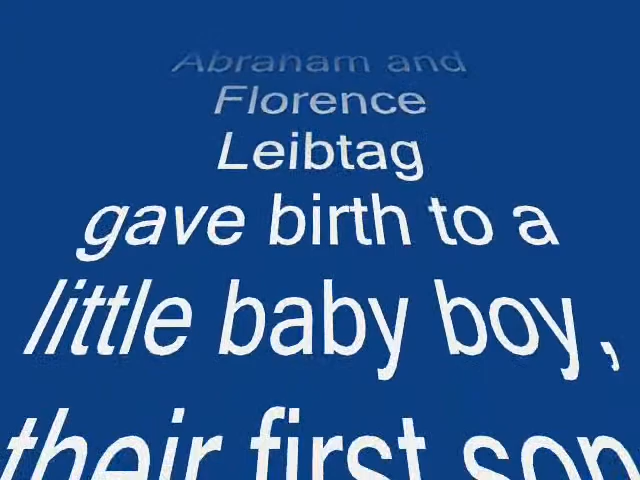 Abraham and
Florence
Leibtag
gave birth to a
little baby boy,
their first son